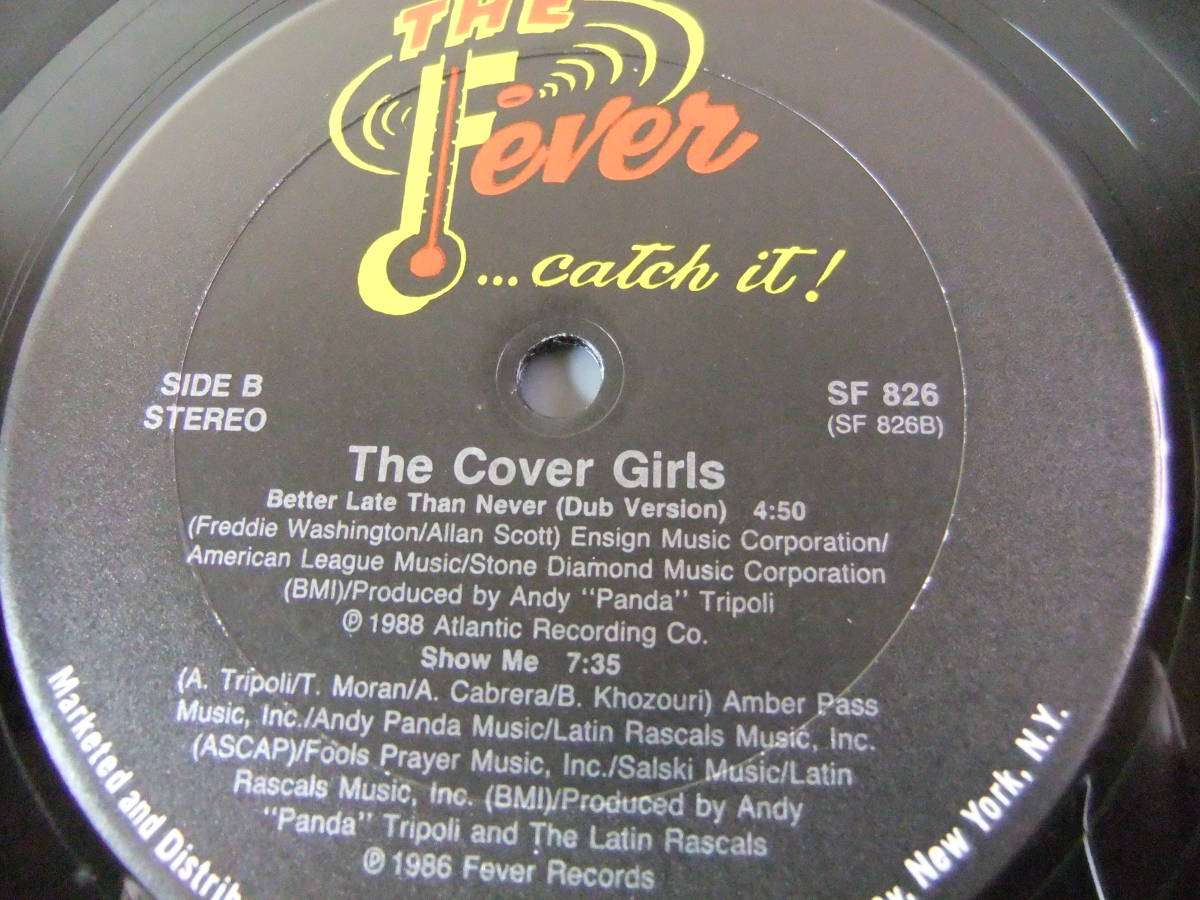 THE
Fever
...catch it!
SIDE B
STEREO
SF 826
(SF 826B)
The Cover Girls
Better Late Than Never (Dub Version) 4:50
(Freddie Washington/Allan Scott) Ensign Music Corporation/
American League Music/Stone Diamond Music Corporation
(BMI)/Produced by Andy "Panda" Tripoli
℗ 1988 Atlantic Recording Co.
Show Me 7:35
(A. Tripoli/T. Moran/A. Cabrera/B. Khozouri) Amber Pass
Music, Inc./Andy Panda Music/Latin Rascals Music, Inc.
(ASCAP)/Fools Prayer Music, Inc./Salski Music/Latin
Rascals Music, Inc. (BMI)/Produced by Andy
"Panda" Tripoli and The Latin Rascals
℗ 1986 Fever Records
Marketed and Distrib
New York, N.Y.